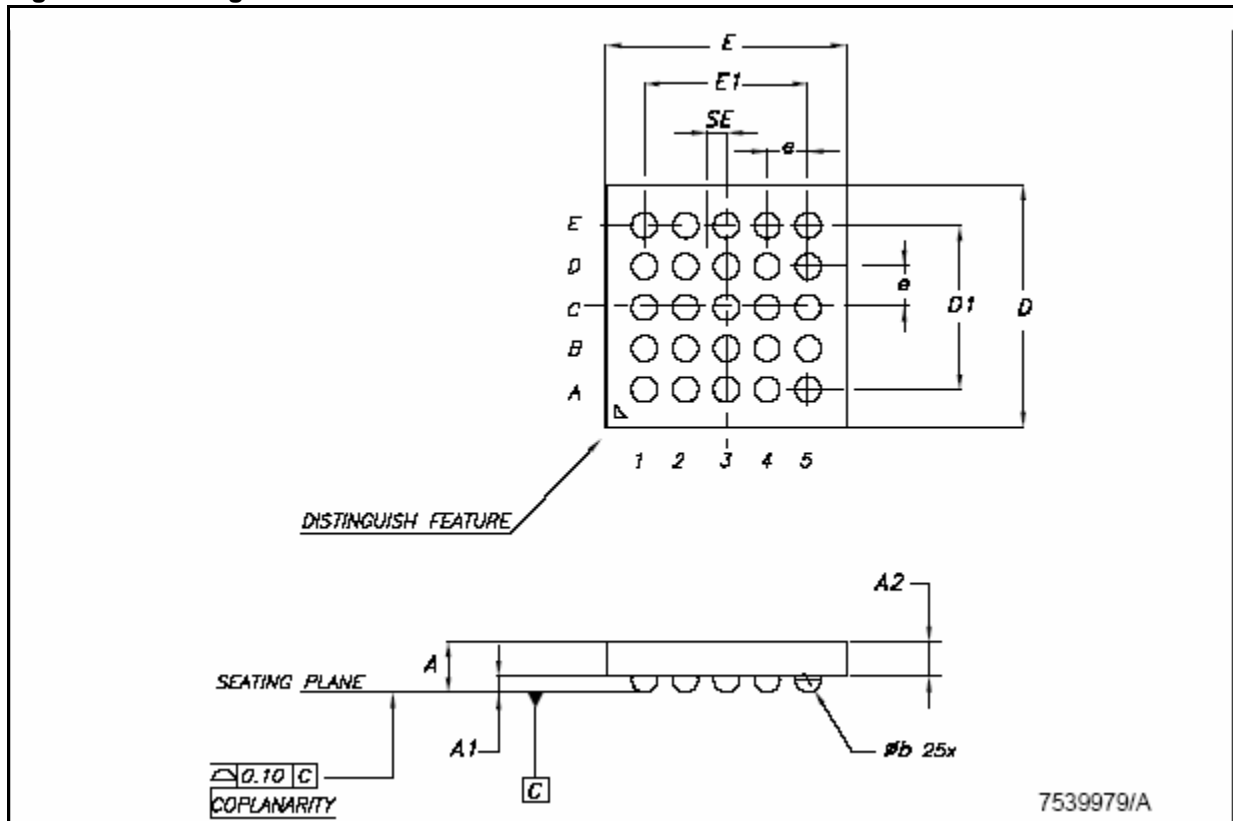 E
E1
SE
e
E
D
C
B
A
e
D1
D
1 2 3 4 5
DISTINGUISH FEATURE
A2
A
SEATING PLANE
A1
Øb 25x
0.10 C
COPLANARITY
C
7539979/A